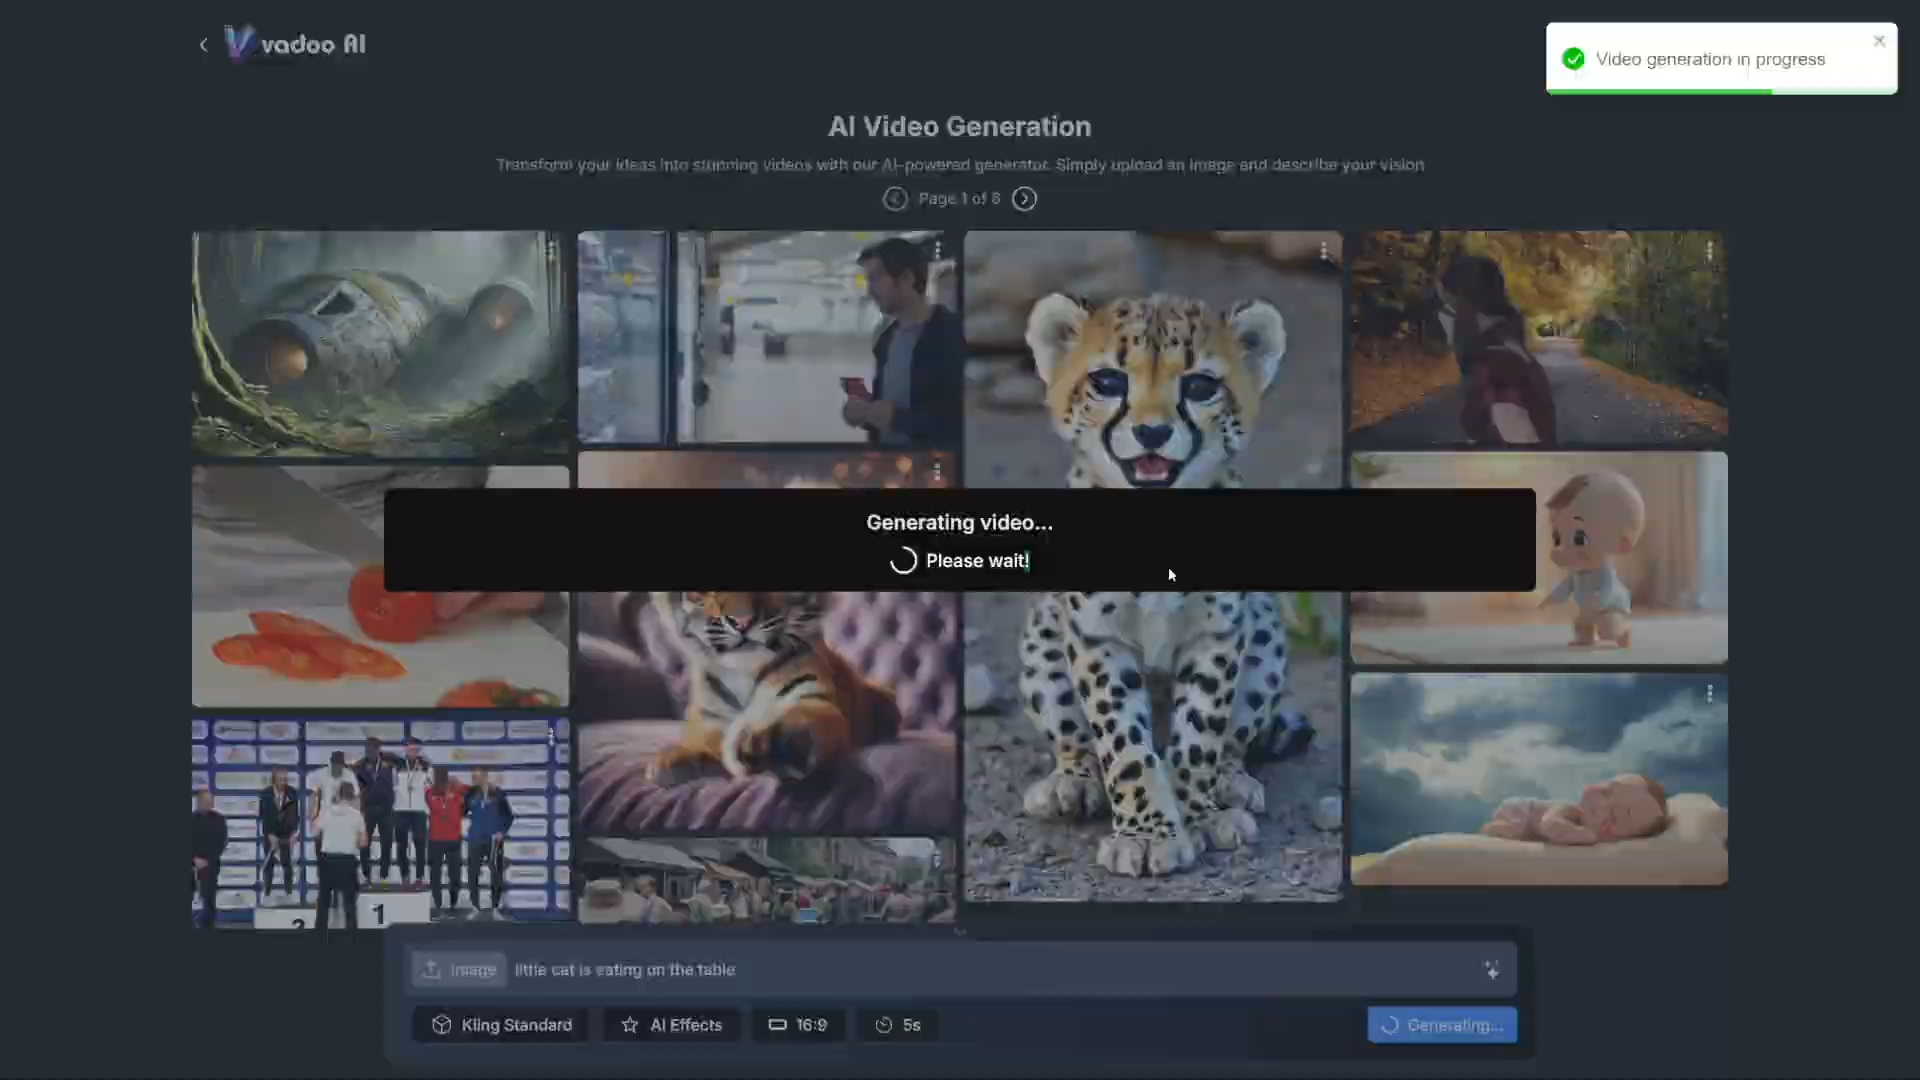 vadoo AI
Video generation in progress
AI Video Generation
Transform your ideas into stunning videos with our AI-powered generator. Simply upload an image and describe your vision
Page 1 of 8
Generating video...
Please wait!
2
1
Image
little cat is eating on the table
Kling Standard
AI Effects
16:9
5s
Generating...